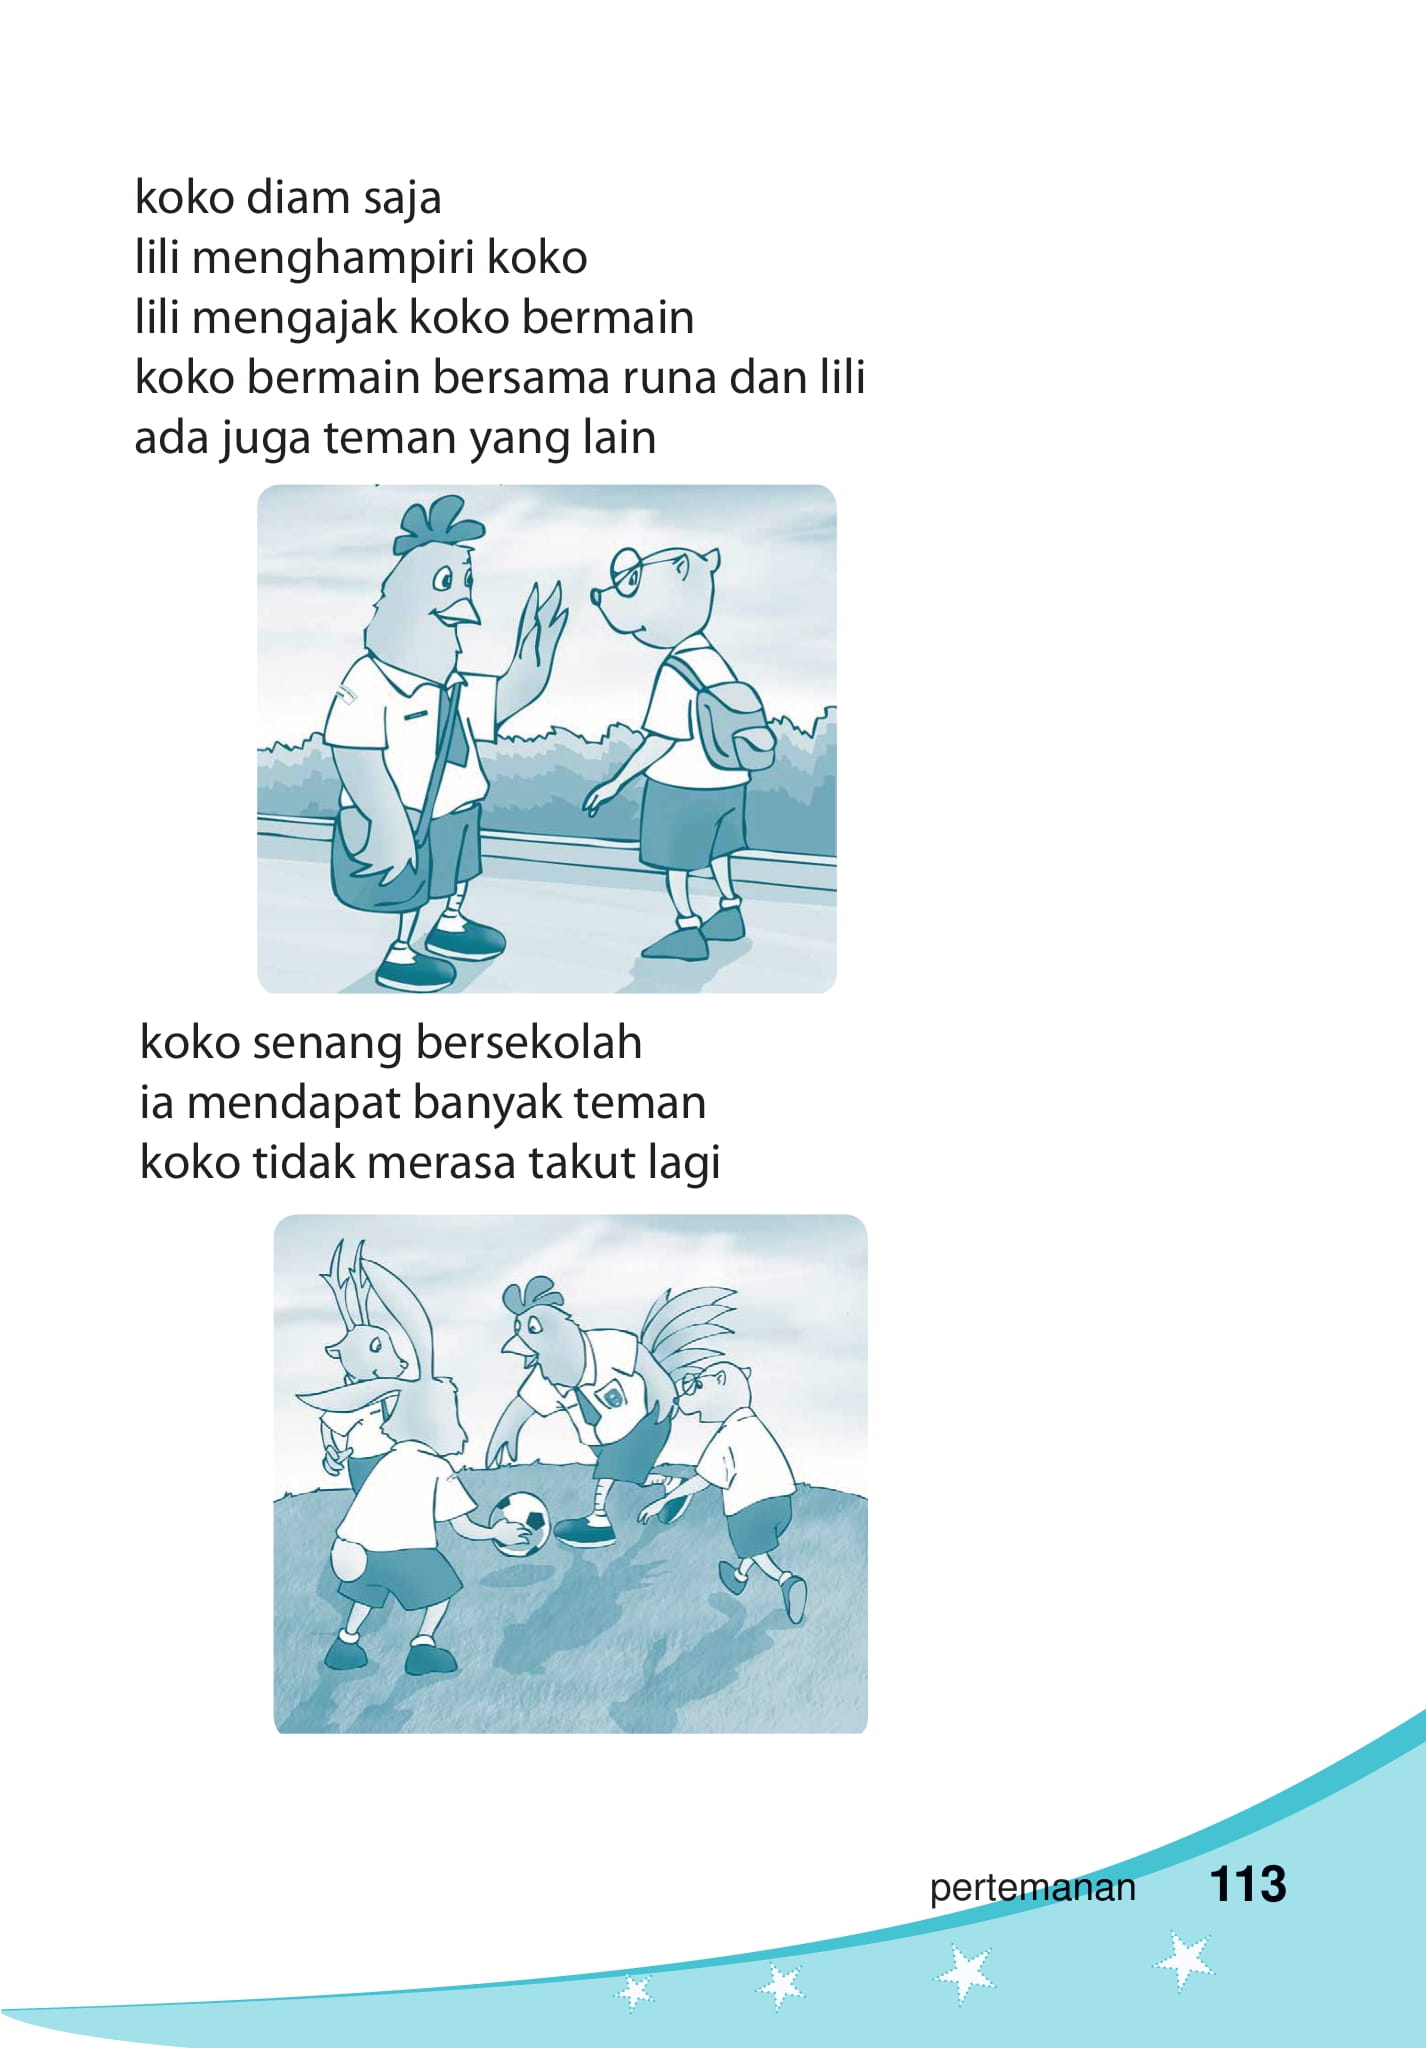 koko diam saja
lili menghampiri koko
lili mengajak koko bermain
koko bermain bersama runa dan lili
ada juga teman yang lain
koko senang bersekolah
ia mendapat banyak teman
koko tidak merasa takut lagi
pertemanan 113